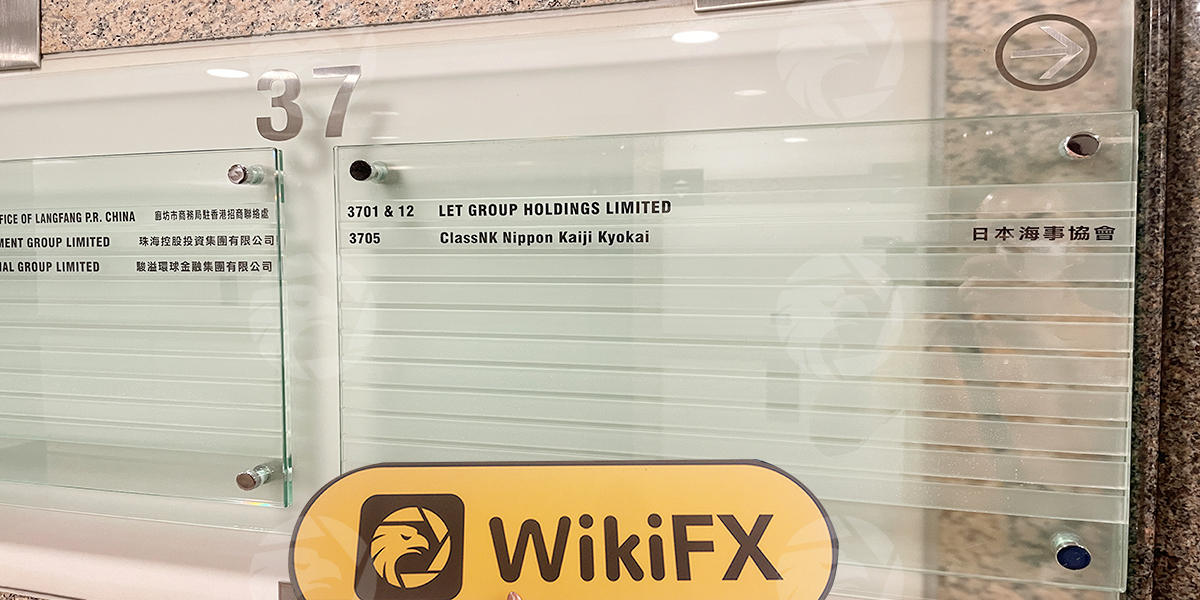 37
FICE OF LANGFANG P.R. CHINA 廊坊市商務局駐香港招商聯絡處
MENT GROUP LIMITED 珠海控股投資集團有限公司
IAL GROUP LIMITED 駿溢環球金融集團有限公司
3701 & 12 LET GROUP HOLDINGS LIMITED
3705 ClassNK Nippon Kaiji Kyokai 日本海事協會
WikiFX